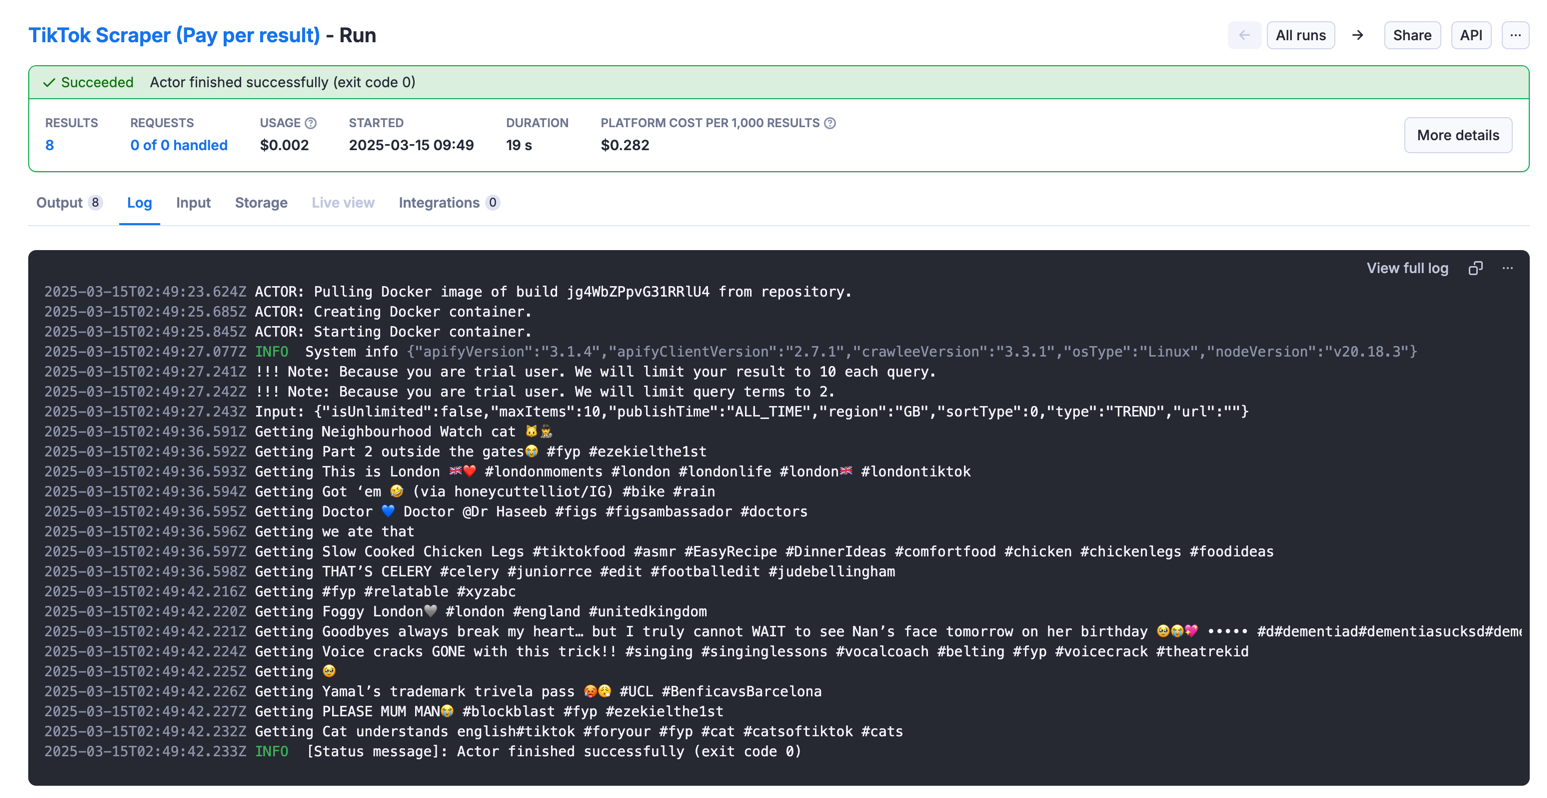 TikTok Scraper (Pay per result) - Run
All runs
Share
API
Succeeded Actor finished successfully (exit code 0)
RESULTS REQUESTS USAGE STARTED DURATION PLATFORM COST PER 1,000 RESULTS
8 0 of 0 handled $0.002 2025-03-15 09:49 19 s $0.282
More details
Output 8 Log Input Storage Live view Integrations 0
View full log
2025-03-15T02:49:23.624Z ACTOR: Pulling Docker image of build jg4WbZPpvG31RRlU4 from repository.
2025-03-15T02:49:25.685Z ACTOR: Creating Docker container.
2025-03-15T02:49:25.845Z ACTOR: Starting Docker container.
2025-03-15T02:49:27.077Z INFO  System info {"apifyVersion":"3.1.4","apifyClientVersion":"2.7.1","crawleeVersion":"3.3.1","osType":"Linux","nodeVersion":"v20.18.3"}
2025-03-15T02:49:27.241Z !!! Note: Because you are trial user. We will limit your result to 10 each query.
2025-03-15T02:49:27.242Z !!! Note: Because you are trial user. We will limit query terms to 2.
2025-03-15T02:49:27.243Z Input: {"isUnlimited":false,"maxItems":10,"publishTime":"ALL_TIME","region":"GB","sortType":0,"type":"TREND","url":""}
2025-03-15T02:49:36.591Z Getting Neighbourhood Watch cat 🐱🕵️
2025-03-15T02:49:36.592Z Getting Part 2 outside the gates😭 #fyp #ezekielthe1st
2025-03-15T02:49:36.593Z Getting This is London 🇬🇧❤️ #londonmoments #london #londonlife #london🇬🇧 #londontiktok
2025-03-15T02:49:36.594Z Getting Got ‘em 🤣 (via honeycuttelliot/IG) #bike #rain
2025-03-15T02:49:36.595Z Getting Doctor 💙 Doctor @Dr Haseeb #figs #figsambassador #doctors
2025-03-15T02:49:36.596Z Getting we ate that
2025-03-15T02:49:36.597Z Getting Slow Cooked Chicken Legs #tiktokfood #asmr #EasyRecipe #DinnerIdeas #comfortfood #chicken #chickenlegs #foodideas
2025-03-15T02:49:36.598Z Getting THAT’S CELERY #celery #juniorrce #edit #footballedit #judebellingham
2025-03-15T02:49:42.216Z Getting #fyp #relatable #xyzabc
2025-03-15T02:49:42.220Z Getting Foggy London🩶 #london #england #unitedkingdom
2025-03-15T02:49:42.221Z Getting Goodbyes always break my heart… but I truly cannot WAIT to see Nan’s face tomorrow on her birthday 🥹😭💖 ••••• #d#dementiad#dementiasucksd#deme
2025-03-15T02:49:42.224Z Getting Voice cracks GONE with this trick!! #singing #singinglessons #vocalcoach #belting #fyp #voicecrack #theatrekid
2025-03-15T02:49:42.225Z Getting 🥹
2025-03-15T02:49:42.226Z Getting Yamal’s trademark trivela pass 🥵😮‍💨 #UCL #BenficavsBarcelona
2025-03-15T02:49:42.227Z Getting PLEASE MUM MAN😭 #blockblast #fyp #ezekielthe1st
2025-03-15T02:49:42.232Z Getting Cat understands english#tiktok #foryour #fyp #cat #catsoftiktok #cats
2025-03-15T02:49:42.233Z INFO  [Status message]: Actor finished successfully (exit code 0)